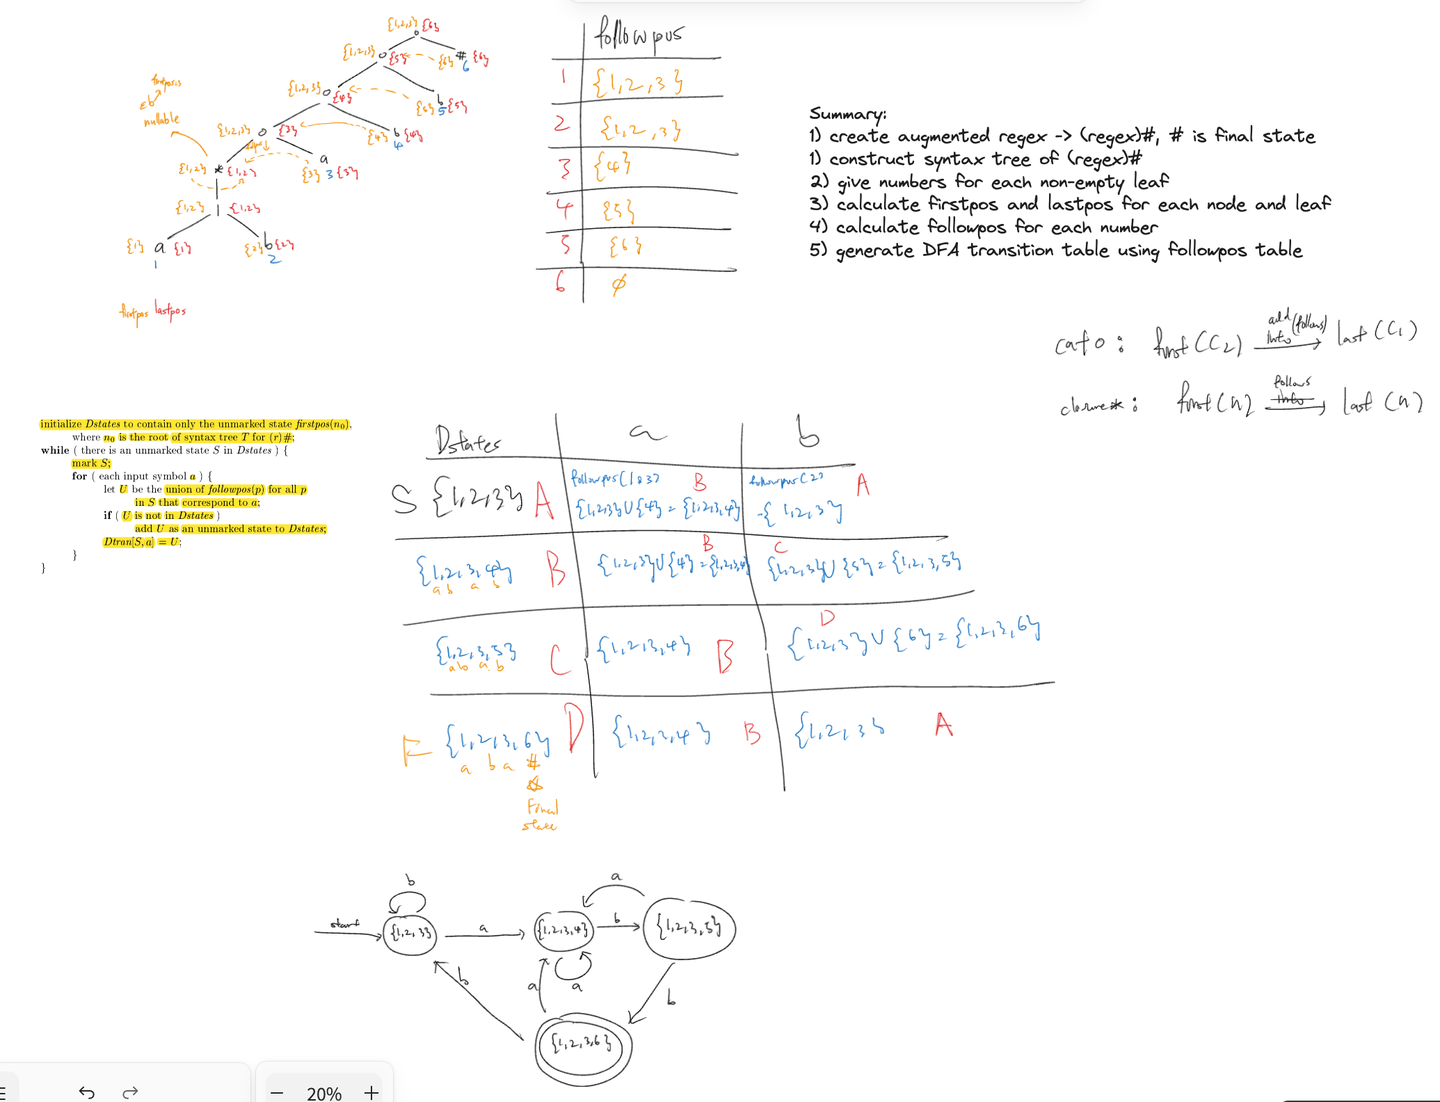 {1,2,3} {6}
{1,2,3} {5} {6} # {6}
6
{1,2,3} {4} b {5}
5
firstpos
nullable
{1,2,3} {3} {4} b {4}
4
a
{1,2} * {1,2} {3} 3 {3}
{1,2} | {1,2}
{1} a {1} {2} b {2}
1 2
firstpos lastpos
followpos
1 {1,2,3}
2 {1,2,3}
3 {4}
4 {5}
5 {6}
6 ∅
Summary:
1) create augmented regex -> (regex)#, # is final state
1) construct syntax tree of (regex)#
2) give numbers for each non-empty leaf
3) calculate firstpos and lastpos for each node and leaf
4) calculate followpos for each number
5) generate DFA transition table using followpos table
cat o : first(C2) add (follows) into last(C1)
closure * : first(n) follows into last(n)
initialize Dstates to contain only the unmarked state firstpos(n0),
where n0 is the root of syntax tree T for (r)#;
while ( there is an unmarked state S in Dstates ) {
mark S;
for ( each input symbol a ) {
let U be the union of followpos(p) for all p
in S that correspond to a;
if ( U is not in Dstates )
add U as an unmarked state to Dstates;
Dtran[S, a] = U;
}
}
Dstates a b
followpos(1&3) B followpos(2) A
S {1,2,3} A {1,2,3}∪{4} = {1,2,3,4} ={1,2,3}
B C
{1,2,3,4} B {1,2,3}∪{4} = {1,2,3,4} {1,2,3}∪{5} = {1,2,3,5}
a b a b
D
{1,2,3,5} C {1,2,3,4} B {1,2,3}∪{6} = {1,2,3,6}
a b a b
F {1,2,3,6} D {1,2,3,4} B {1,2,3} A
a b a #
Final
state
b a
start {1,2,3} a {1,2,3,4} b {1,2,3,5}
b a a b
{1,2,3,6}
20%